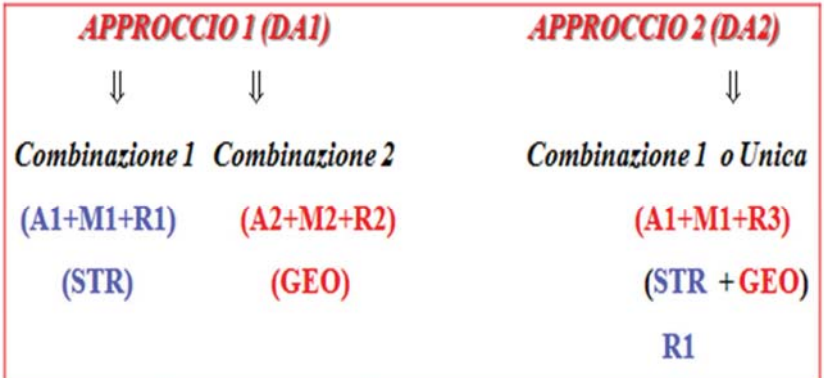 APPROCCIO 1 (DA1) APPROCCIO 2 (DA2)
⇓ ⇓ ⇓
Combinazione 1 Combinazione 2 Combinazione 1 o Unica
(A1+M1+R1) (A2+M2+R2) (A1+M1+R3)
(STR) (GEO) (STR + GEO)
R1